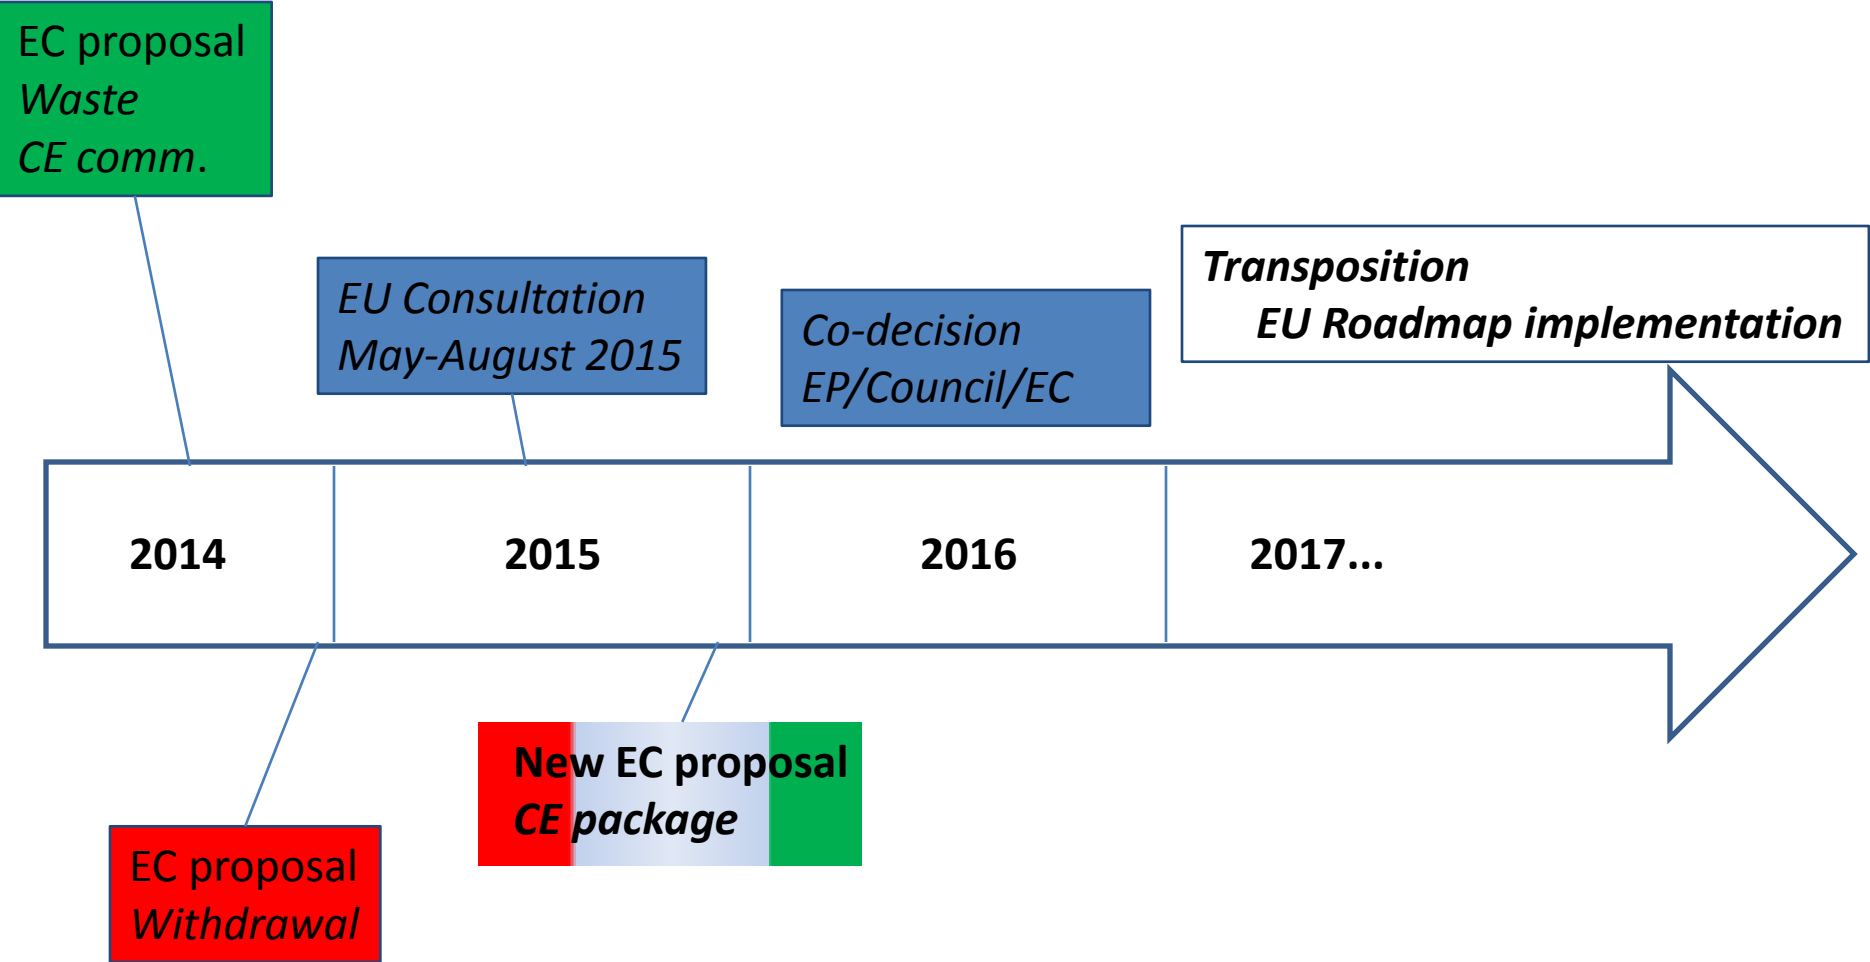 EC proposal
Waste
CE comm.
EU Consultation
May-August 2015
Co-decision
EP/Council/EC
Transposition
EU Roadmap implementation
2014
2015
2016
2017...
New EC proposal
CE package
EC proposal
Withdrawal